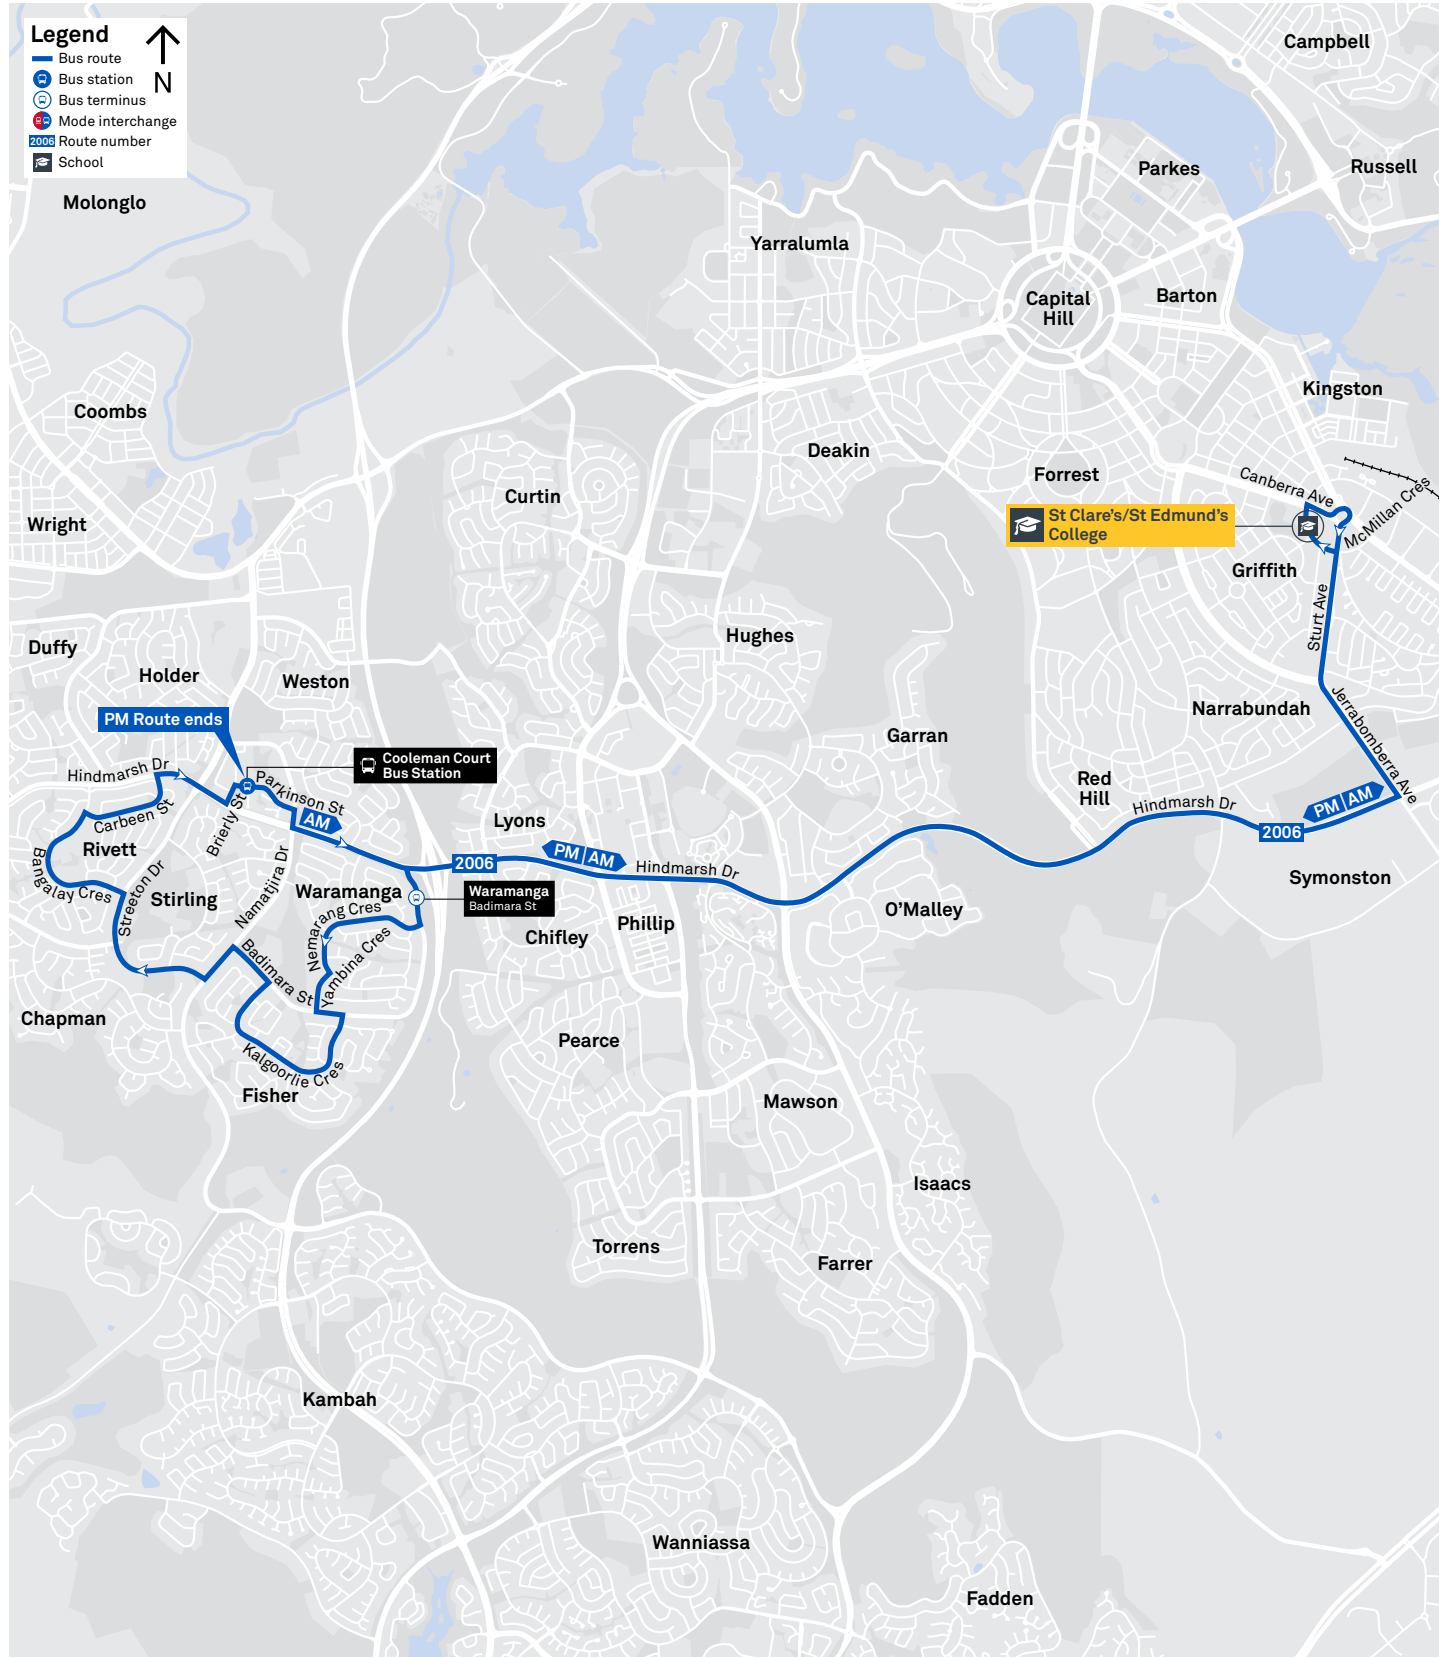 Legend
N
Bus route
Bus station
Bus terminus
Mode interchange
2006 Route number
School
Campbell
Parkes
Russell
Molonglo
Yarralumla
Capital
Hill
Barton
Kingston
Coombs
Deakin
Forrest
Canberra Ave
McMillan Cres
Curtin
Wright
St Clare's/St Edmund's
College
Griffith
Sturt Ave
Duffy
Hughes
Holder
Weston
Narrabundah
Jerrabomberra Ave
PM Route ends
Garran
Cooleman Court
Bus Station
Hindmarsh Dr
Parkinson St
Red
Hill
Hindmarsh Dr
PM AM
2006
Carbeen St
Brierly St
AM
Lyons
Rivett
PM AM
2006
Hindmarsh Dr
Bangalay Cres
Streeton Dr
Stirling
Namatjira Dr
Waramanga
Waramanga
Badimara St
Symonston
O'Malley
Nemarang Cres
Phillip
Chifley
Badimara St
Yambina Cres
Chapman
Pearce
Kalgoorlie Cres
Fisher
Mawson
Isaacs
Torrens
Farrer
Kambah
Wanniassa
Fadden